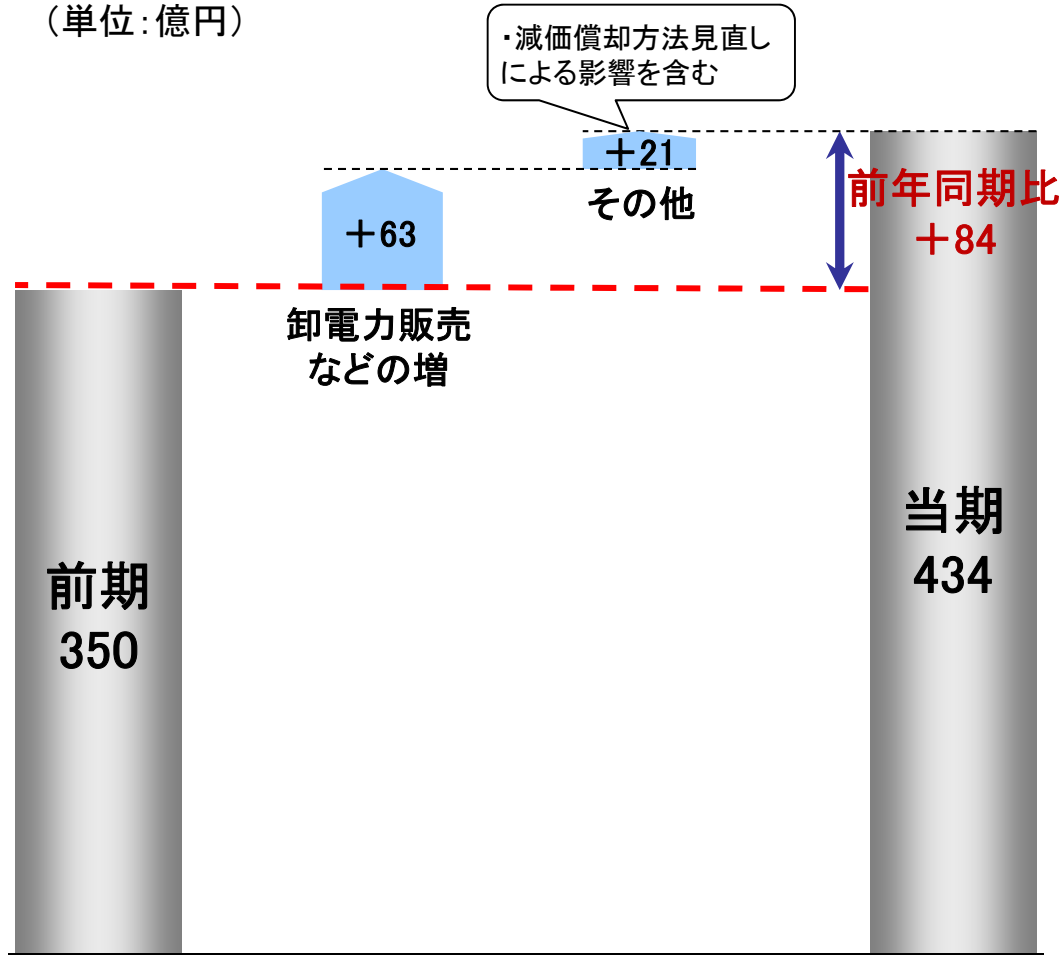 （単位：億円）
・減価償却方法見直し
による影響を含む
＋21
その他
＋63
前年同期比
＋84
卸電力販売
などの増
当期
434
前期
350